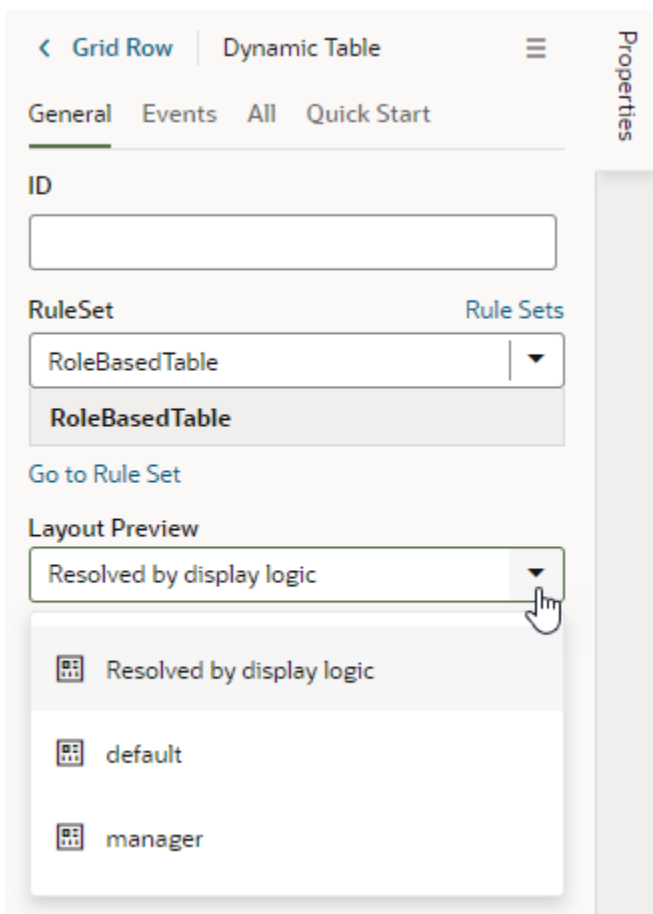 Grid Row Dynamic Table
Properties
General Events All Quick Start
ID
RuleSet Rule Sets
RoleBasedTable
RoleBasedTable
Go to Rule Set
Layout Preview
Resolved by display logic
Resolved by display logic
default
manager